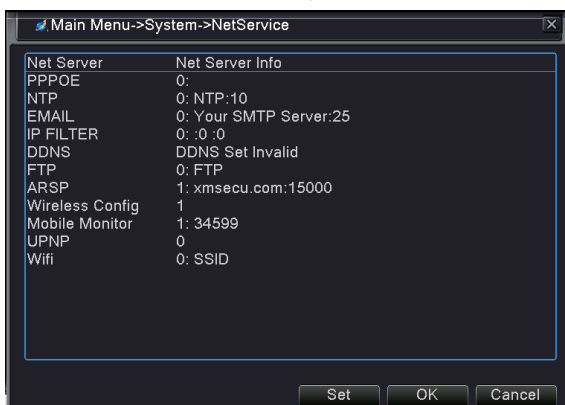 Main Menu->System->NetService
Net Server Net Server Info
PPPOE 0:
NTP 0: NTP:10
EMAIL 0: Your SMTP Server:25
IP FILTER 0: :0 :0
DDNS DDNS Set Invalid
FTP 0: FTP
ARSP 1: xmsecu.com:15000
Wireless Config 1
Mobile Monitor 1: 34599
UPNP 0
Wifi 0: SSID
Set OK Cancel